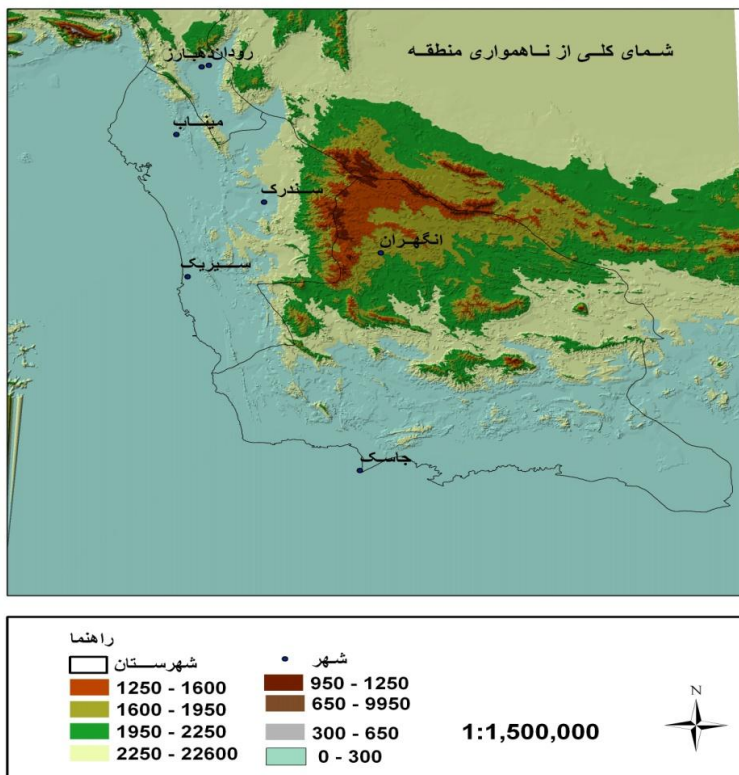 شمای کلی از ناهمواری منطقه
رودان دهبارز
میناب
سندرک
انگهران
سیریک
جاسک
راهنما
شهرستان
1250 - 1600
1600 - 1950
1950 - 2250
2250 - 22600
شهر
950 - 1250
650 - 9950
300 - 650
0 - 300
1:1,500,000
N